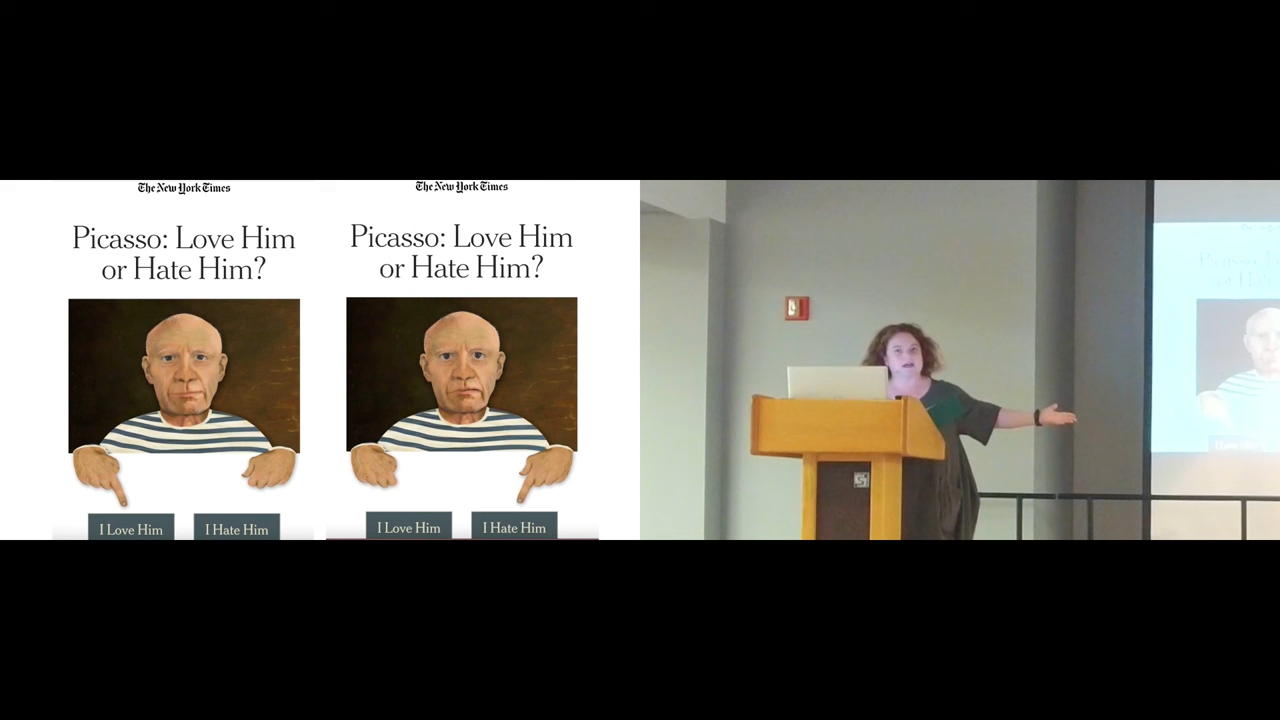 The New York Times
Picasso: Love Him
or Hate Him?
I Love Him
I Hate Him
The New York Times
Picasso: Love Him
or Hate Him?
I Love Him
I Hate Him